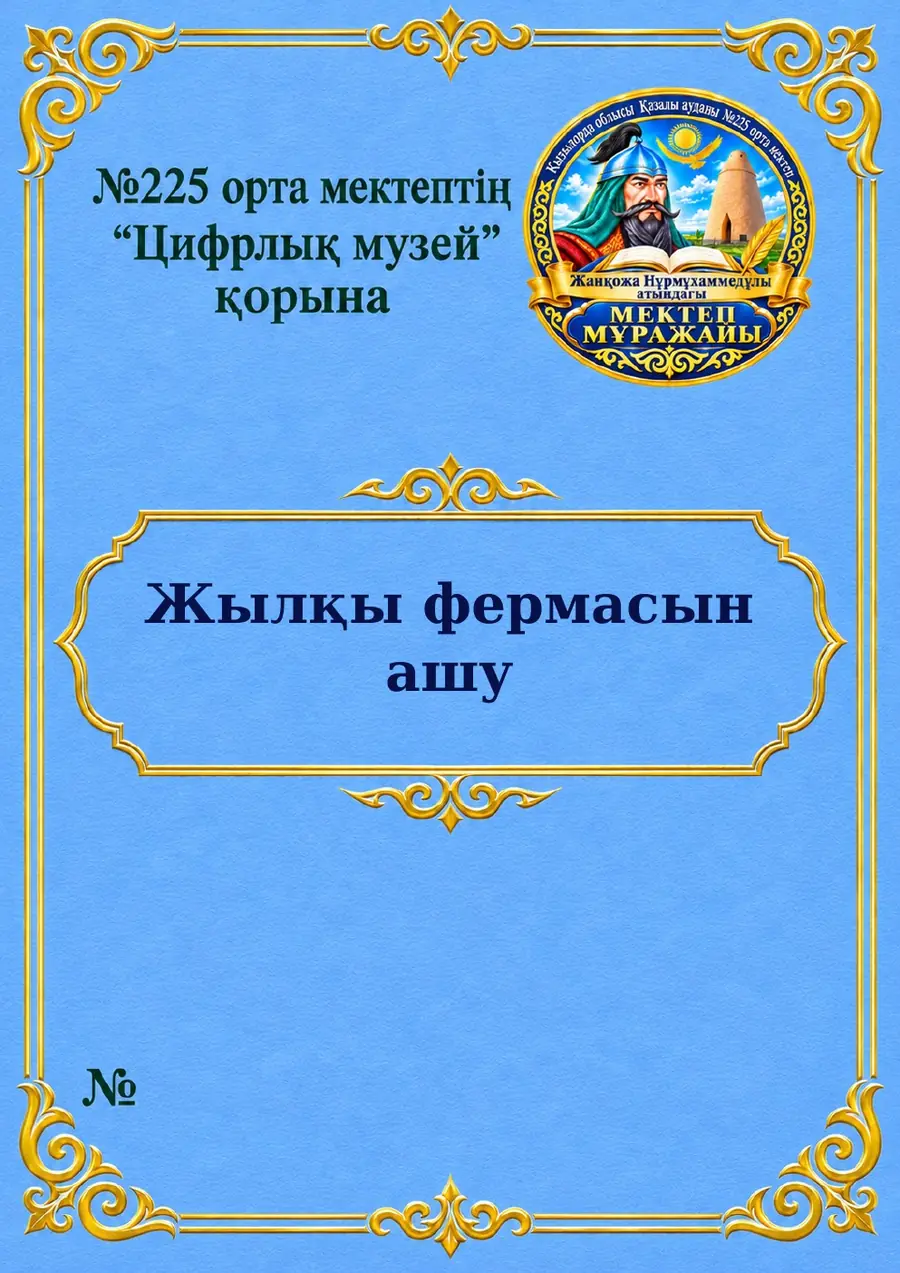 №225 орта мектептің
“Цифрлық музей”
қорына
Қызылорда облысы Қазалы ауданы №225 орта мектеп
Жанқожа Нұрмұхаммедұлы
атындағы
МЕКТЕП
МҰРАЖАЙЫ
Жылқы фермасын
ашу
№